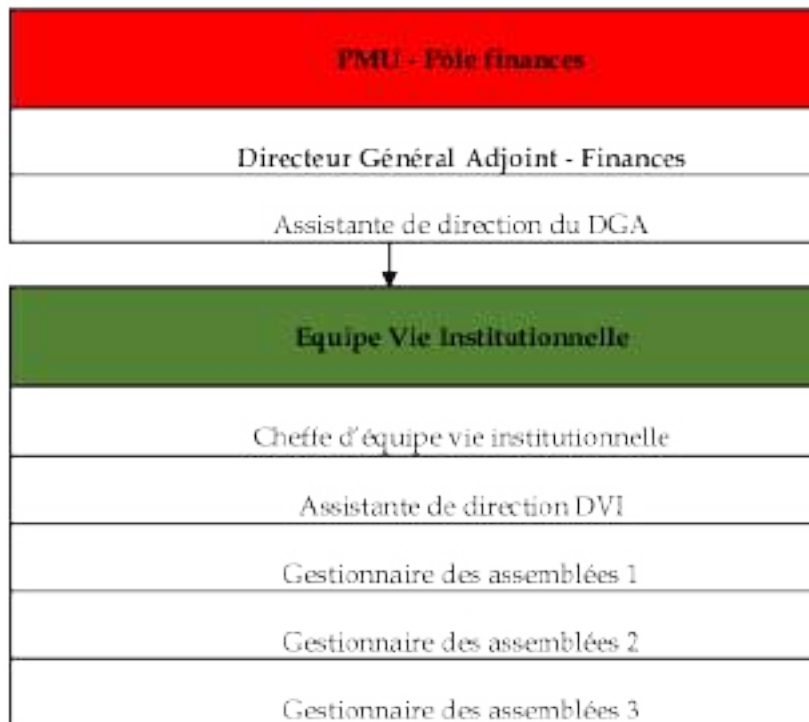 PMU - Pôle finances
Directeur Général Adjoint - Finances
Assistante de direction du DGA
Equipe Vie Institutionnelle
Cheffe d'équipe vie institutionnelle
Assistante de direction DVI
Gestionnaire des assemblées 1
Gestionnaire des assemblées 2
Gestionnaire des assemblées 3